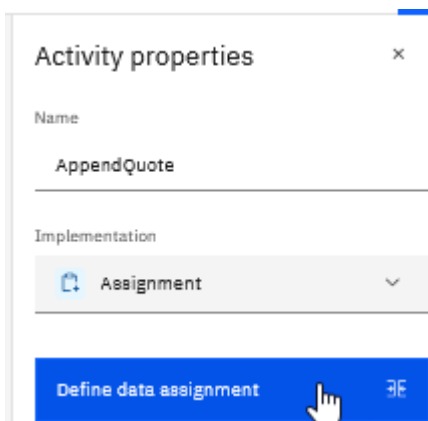 Activity properties
Name
AppendQuote
Implementation
Assignment
Define data assignment